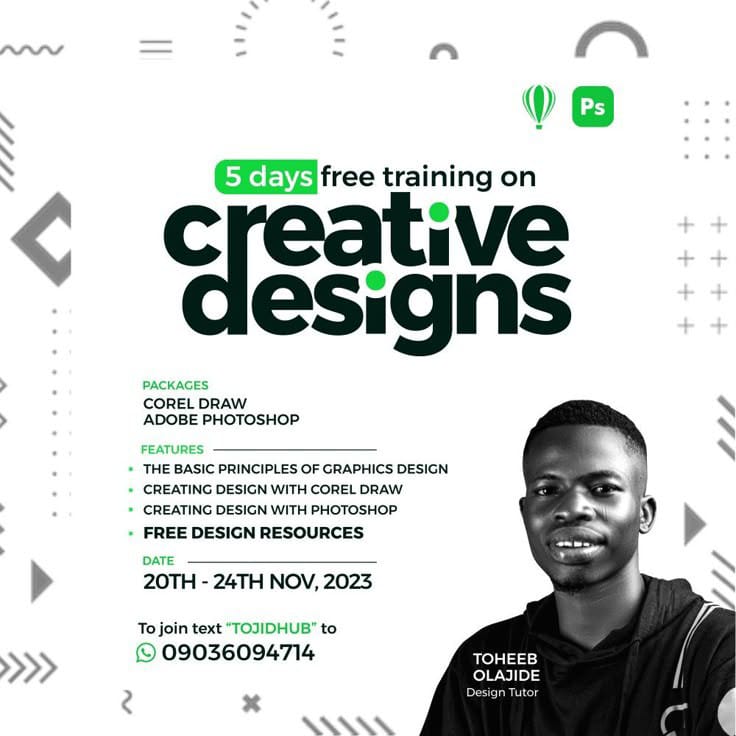 Ps
5 days free training on
creative
designs
PACKAGES
COREL DRAW
ADOBE PHOTOSHOP
FEATURES
THE BASIC PRINCIPLES OF GRAPHICS DESIGN
CREATING DESIGN WITH COREL DRAW
CREATING DESIGN WITH PHOTOSHOP
FREE DESIGN RESOURCES
DATE
20TH - 24TH NOV, 2023
To join text “TOJIDHUB” to
09036094714
TOHEEB
OLAJIDE
Design Tutor